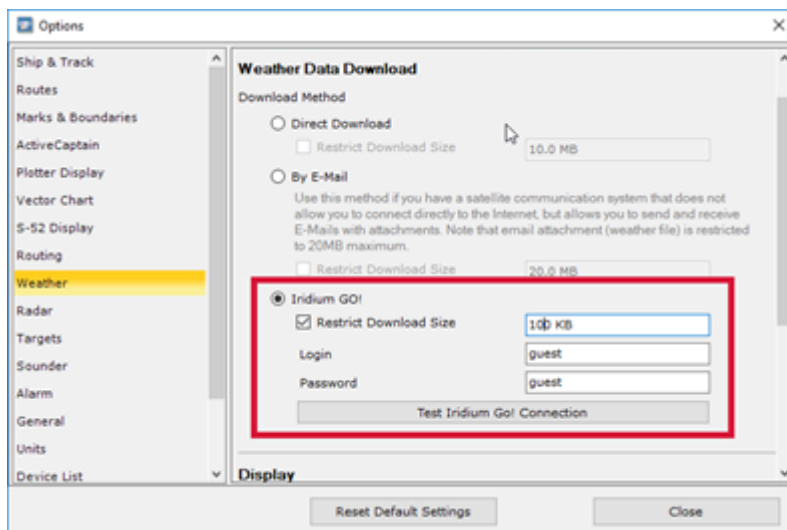 Options
Ship & Track
Routes
Marks & Boundaries
ActiveCaptain
Plotter Display
Vector Chart
S-52 Display
Routing
Weather
Radar
Targets
Sounder
Alarm
General
Units
Device List
Weather Data Download
Download Method
Direct Download
Restrict Download Size 10.0 MB
By E-Mail
Use this method if you have a satellite communication system that does not
allow you to connect directly to the Internet, but allows you to send and receive
E-Mails with attachments. Note that email attachment (weather file) is restricted
to 20MB maximum.
Restrict Download Size 20.0 MB
Iridium GO!
Restrict Download Size 100 KB
Login guest
Password guest
Test Iridium Go! Connection
Display
Reset Default Settings Close